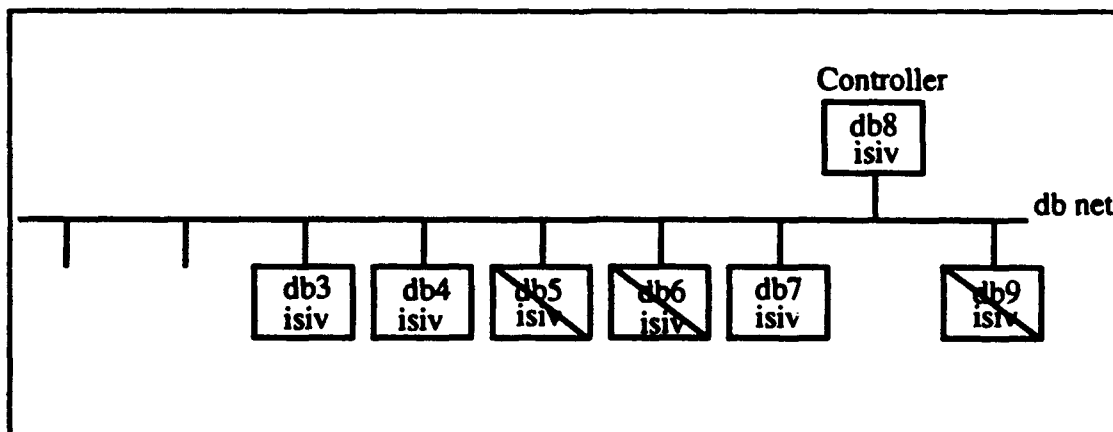 Controller
db8
isiv
db net
db3
isiv
db4
isiv
db5
isiv
db6
isiv
db7
isiv
db9
isiv